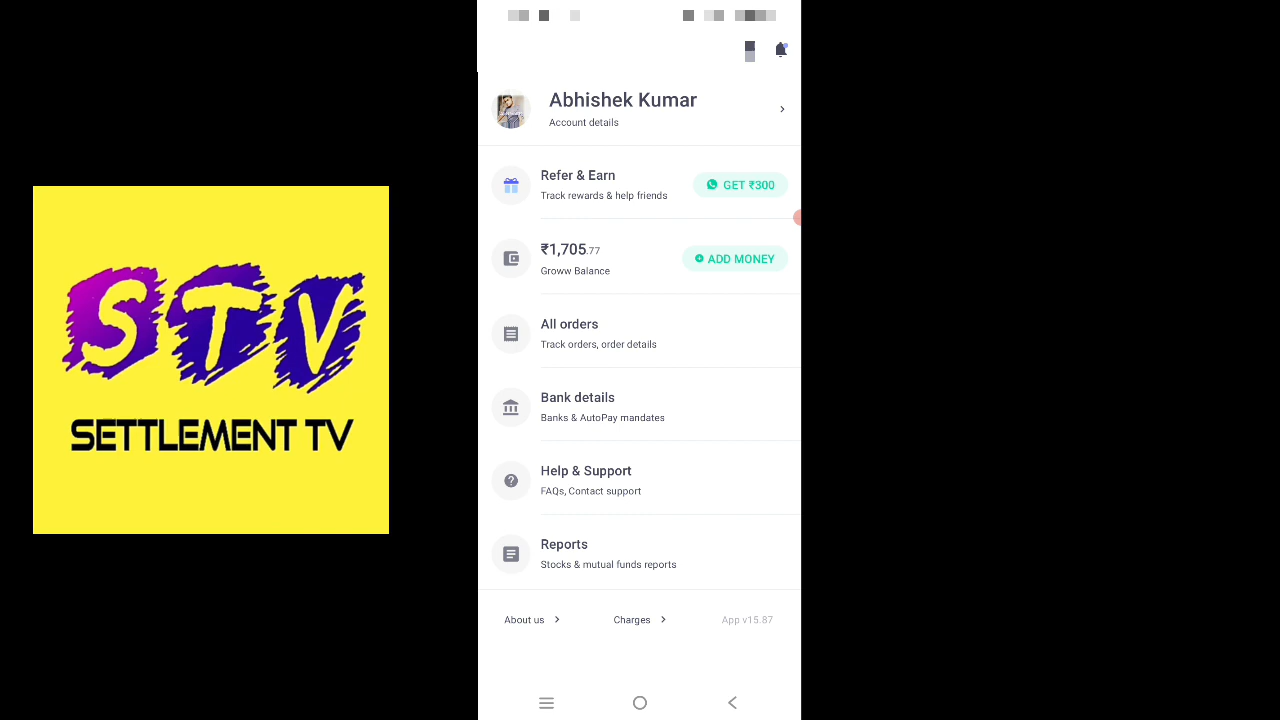 STV
SETTLEMENT TV
Abhishek Kumar
Account details
Refer & Earn
Track rewards & help friends
GET ₹300
₹1,705.77
Groww Balance
ADD MONEY
All orders
Track orders, order details
Bank details
Banks & AutoPay mandates
Help & Support
FAQs, Contact support
Reports
Stocks & mutual funds reports
About us
Charges
App v15.87